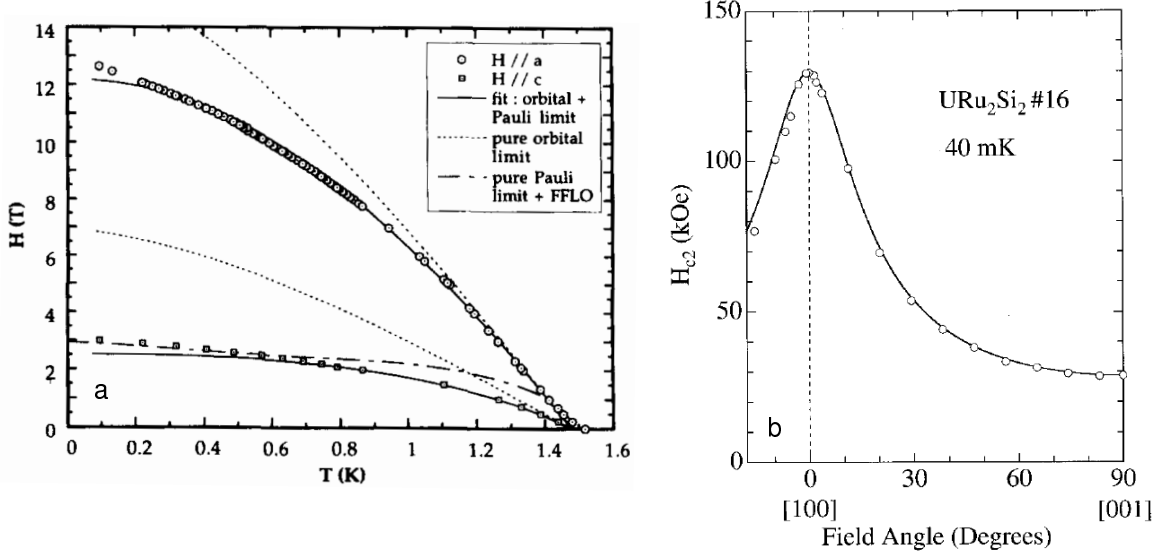 14
12
10
8
6
4
2
0
H (T)
0
0.2
0.4
0.6
0.8
1
1.2
1.4
1.6
T (K)
H // a
H // c
fit : orbital +
Pauli limit
pure orbital
limit
pure Pauli
limit + FFLO
a
150
100
50
0
H_c2 (kOe)
URu₂Si₂ #16
40 mK
b
0
30
60
90
[100]
[001]
Field Angle (Degrees)